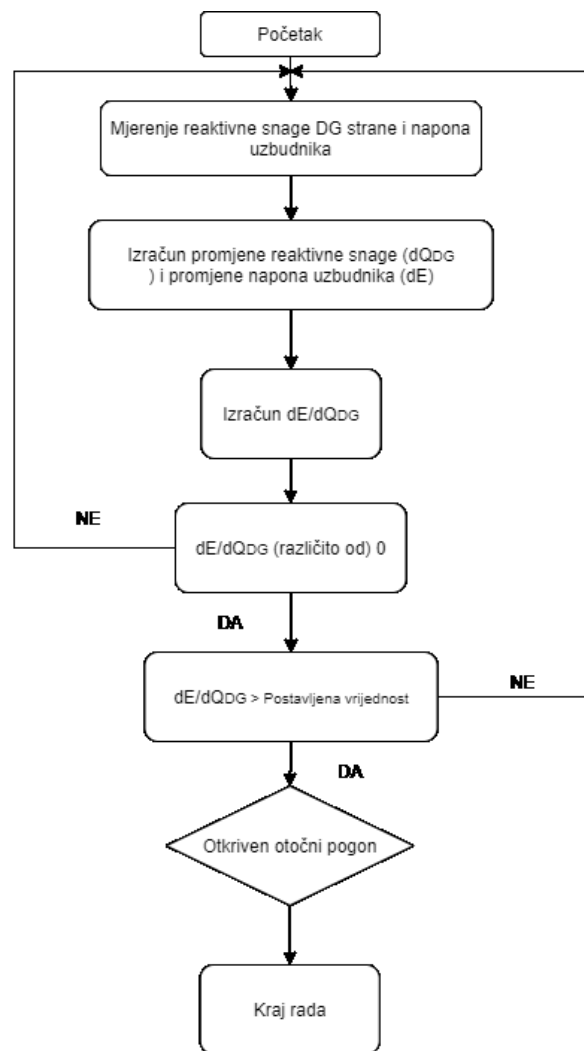 Početak
Mjerenje reaktivne snage DG strane i napona
uzbudnika
Izračun promjene reaktivne snage (dQDG
) i promjene napona uzbudnika (dE)
Izračun dE/dQDG
NE
dE/dQDG (različito od) 0
DA
dE/dQDG > Postavljena vrijednost
NE
DA
Otkriven otočni pogon
Kraj rada